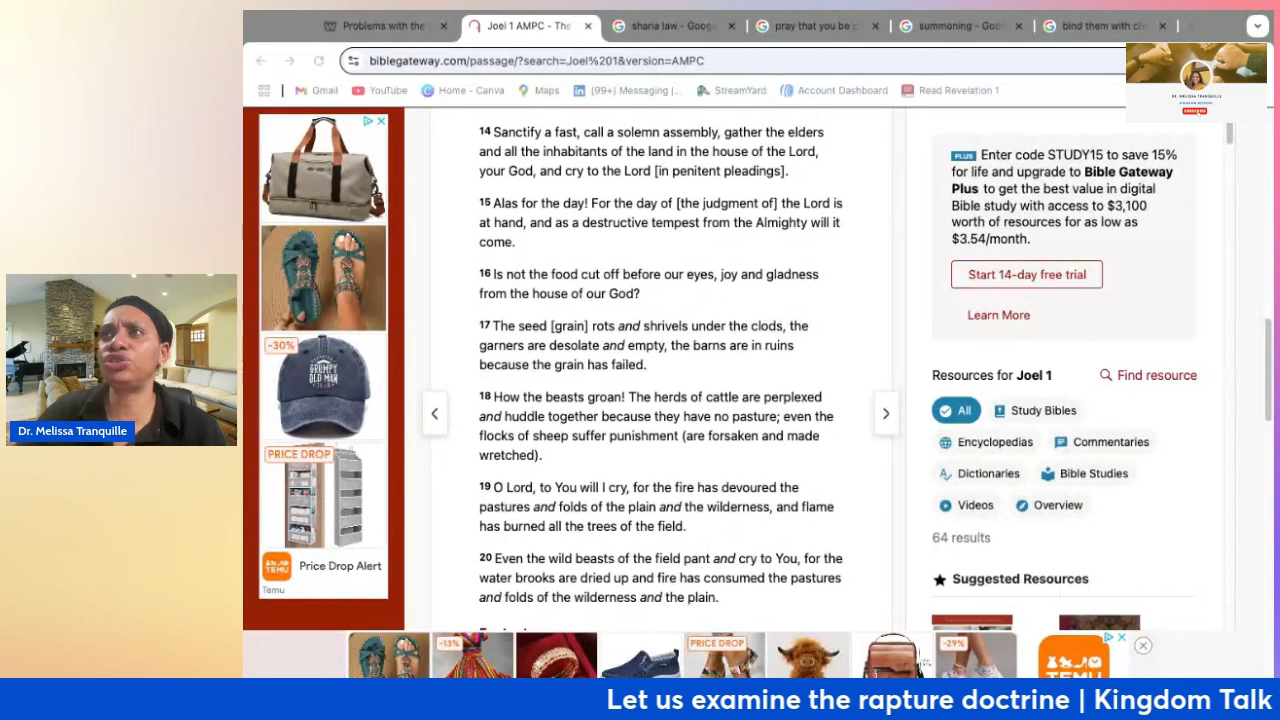 Problems with the
Joel 1 AMPC - The
sharia law - Goog
pray that you be c
summoning - Goo
bind them with ch
biblegateway.com/passage/?search=Joel%201&version=AMPC
Gmail
YouTube
Home - Canva
Maps
(99+) Messaging |...
StreamYard
Account Dashboard
Read Revelation 1
DR. MELISSA TRANQUILLE
SUBSCRIBE
14 Sanctify a fast, call a solemn assembly, gather the elders
and all the inhabitants of the land in the house of the Lord,
your God, and cry to the Lord [in penitent pleadings].
15 Alas for the day! For the day of [the judgment of] the Lord is
at hand, and as a destructive tempest from the Almighty will it
come.
16 Is not the food cut off before our eyes, joy and gladness
from the house of our God?
17 The seed [grain] rots and shrivels under the clods, the
garners are desolate and empty, the barns are in ruins
because the grain has failed.
18 How the beasts groan! The herds of cattle are perplexed
and huddle together because they have no pasture; even the
flocks of sheep suffer punishment (are forsaken and made
wretched).
19 O Lord, to You will I cry, for the fire has devoured the
pastures and folds of the plain and the wilderness, and flame
has burned all the trees of the field.
20 Even the wild beasts of the field pant and cry to You, for the
water brooks are dried up and fire has consumed the pastures
and folds of the wilderness and the plain.
PLUS Enter code STUDY15 to save 15%
for life and upgrade to Bible Gateway
Plus to get the best value in digital
Bible study with access to $3,100
worth of resources for as low as
$3.54/month.
Start 14-day free trial
Learn More
Resources for Joel 1
Find resource
All
Study Bibles
Encyclopedias
Commentaries
Dictionaries
Bible Studies
Videos
Overview
64 results
Suggested Resources
-30%
GRUMPY
OLD MAN
PRICE DROP
TEMU
Price Drop Alert
Temu
Dr. Melissa Tranquille
-13%
PRICE DROP
-29%
TEMU
Let us examine the rapture doctrine | Kingdom Talk